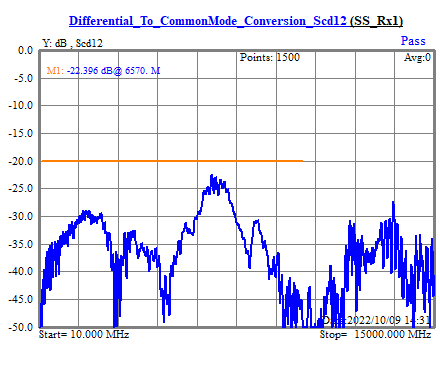 Differential_To_CommonMode_Conversion_Scd12 (SS_Rx1)
Y: dB , Scd12
Pass
Points: 1500
Avg:0
M1: -22.396 dB@ 6570. M
0.0
-5.0
-10.0
-15.0
-20.0
-25.0
-30.0
-35.0
-40.0
-45.0
-50.0
2022/10/09 14:31
Start= 10.000 MHz
Stop= 15000.000 MHz